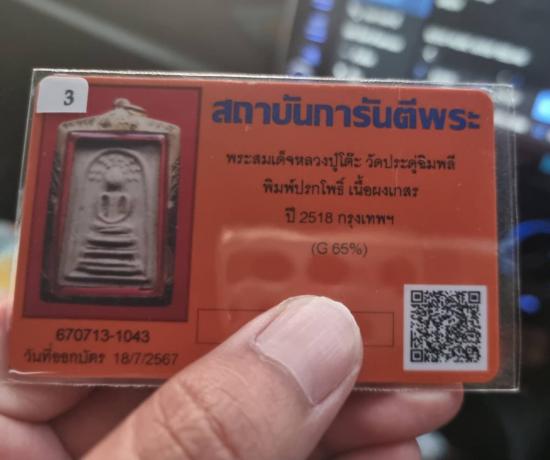 3
สถาบันการันตีพระ
พระสมเด็จหลวงปู่โต๊ะ วัดประดู่ฉิมพลี
พิมพ์ปรกโพธิ์ เนื้อผงเกสร
ปี 2518 กรุงเทพฯ
(G 65%)
670713-1043
วันที่ออกบัตร 18/7/2567